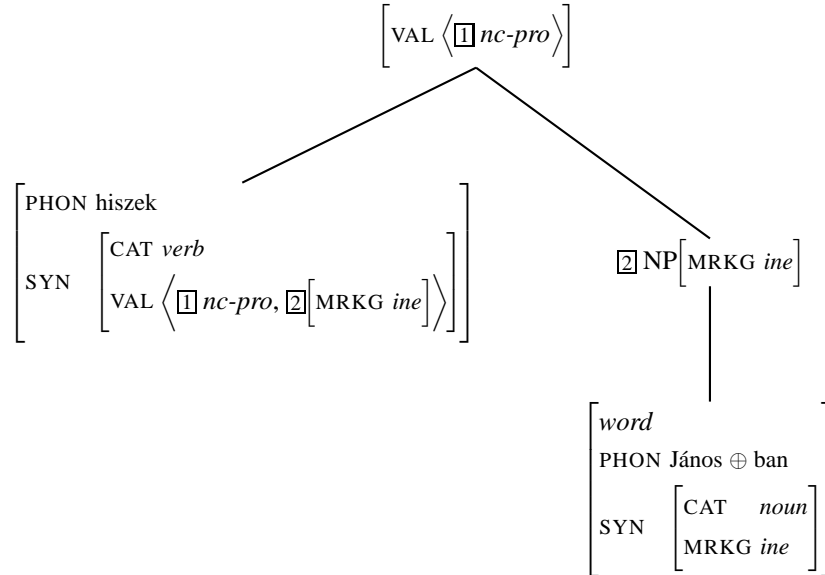 [VAL ⟨[1] nc-pro⟩]
PHON hiszek
SYN [CAT verb
VAL ⟨[1] nc-pro, [2][MRKG ine]⟩]
[2] NP[MRKG ine]
word
PHON János ⊕ ban
SYN [CAT noun
MRKG ine]